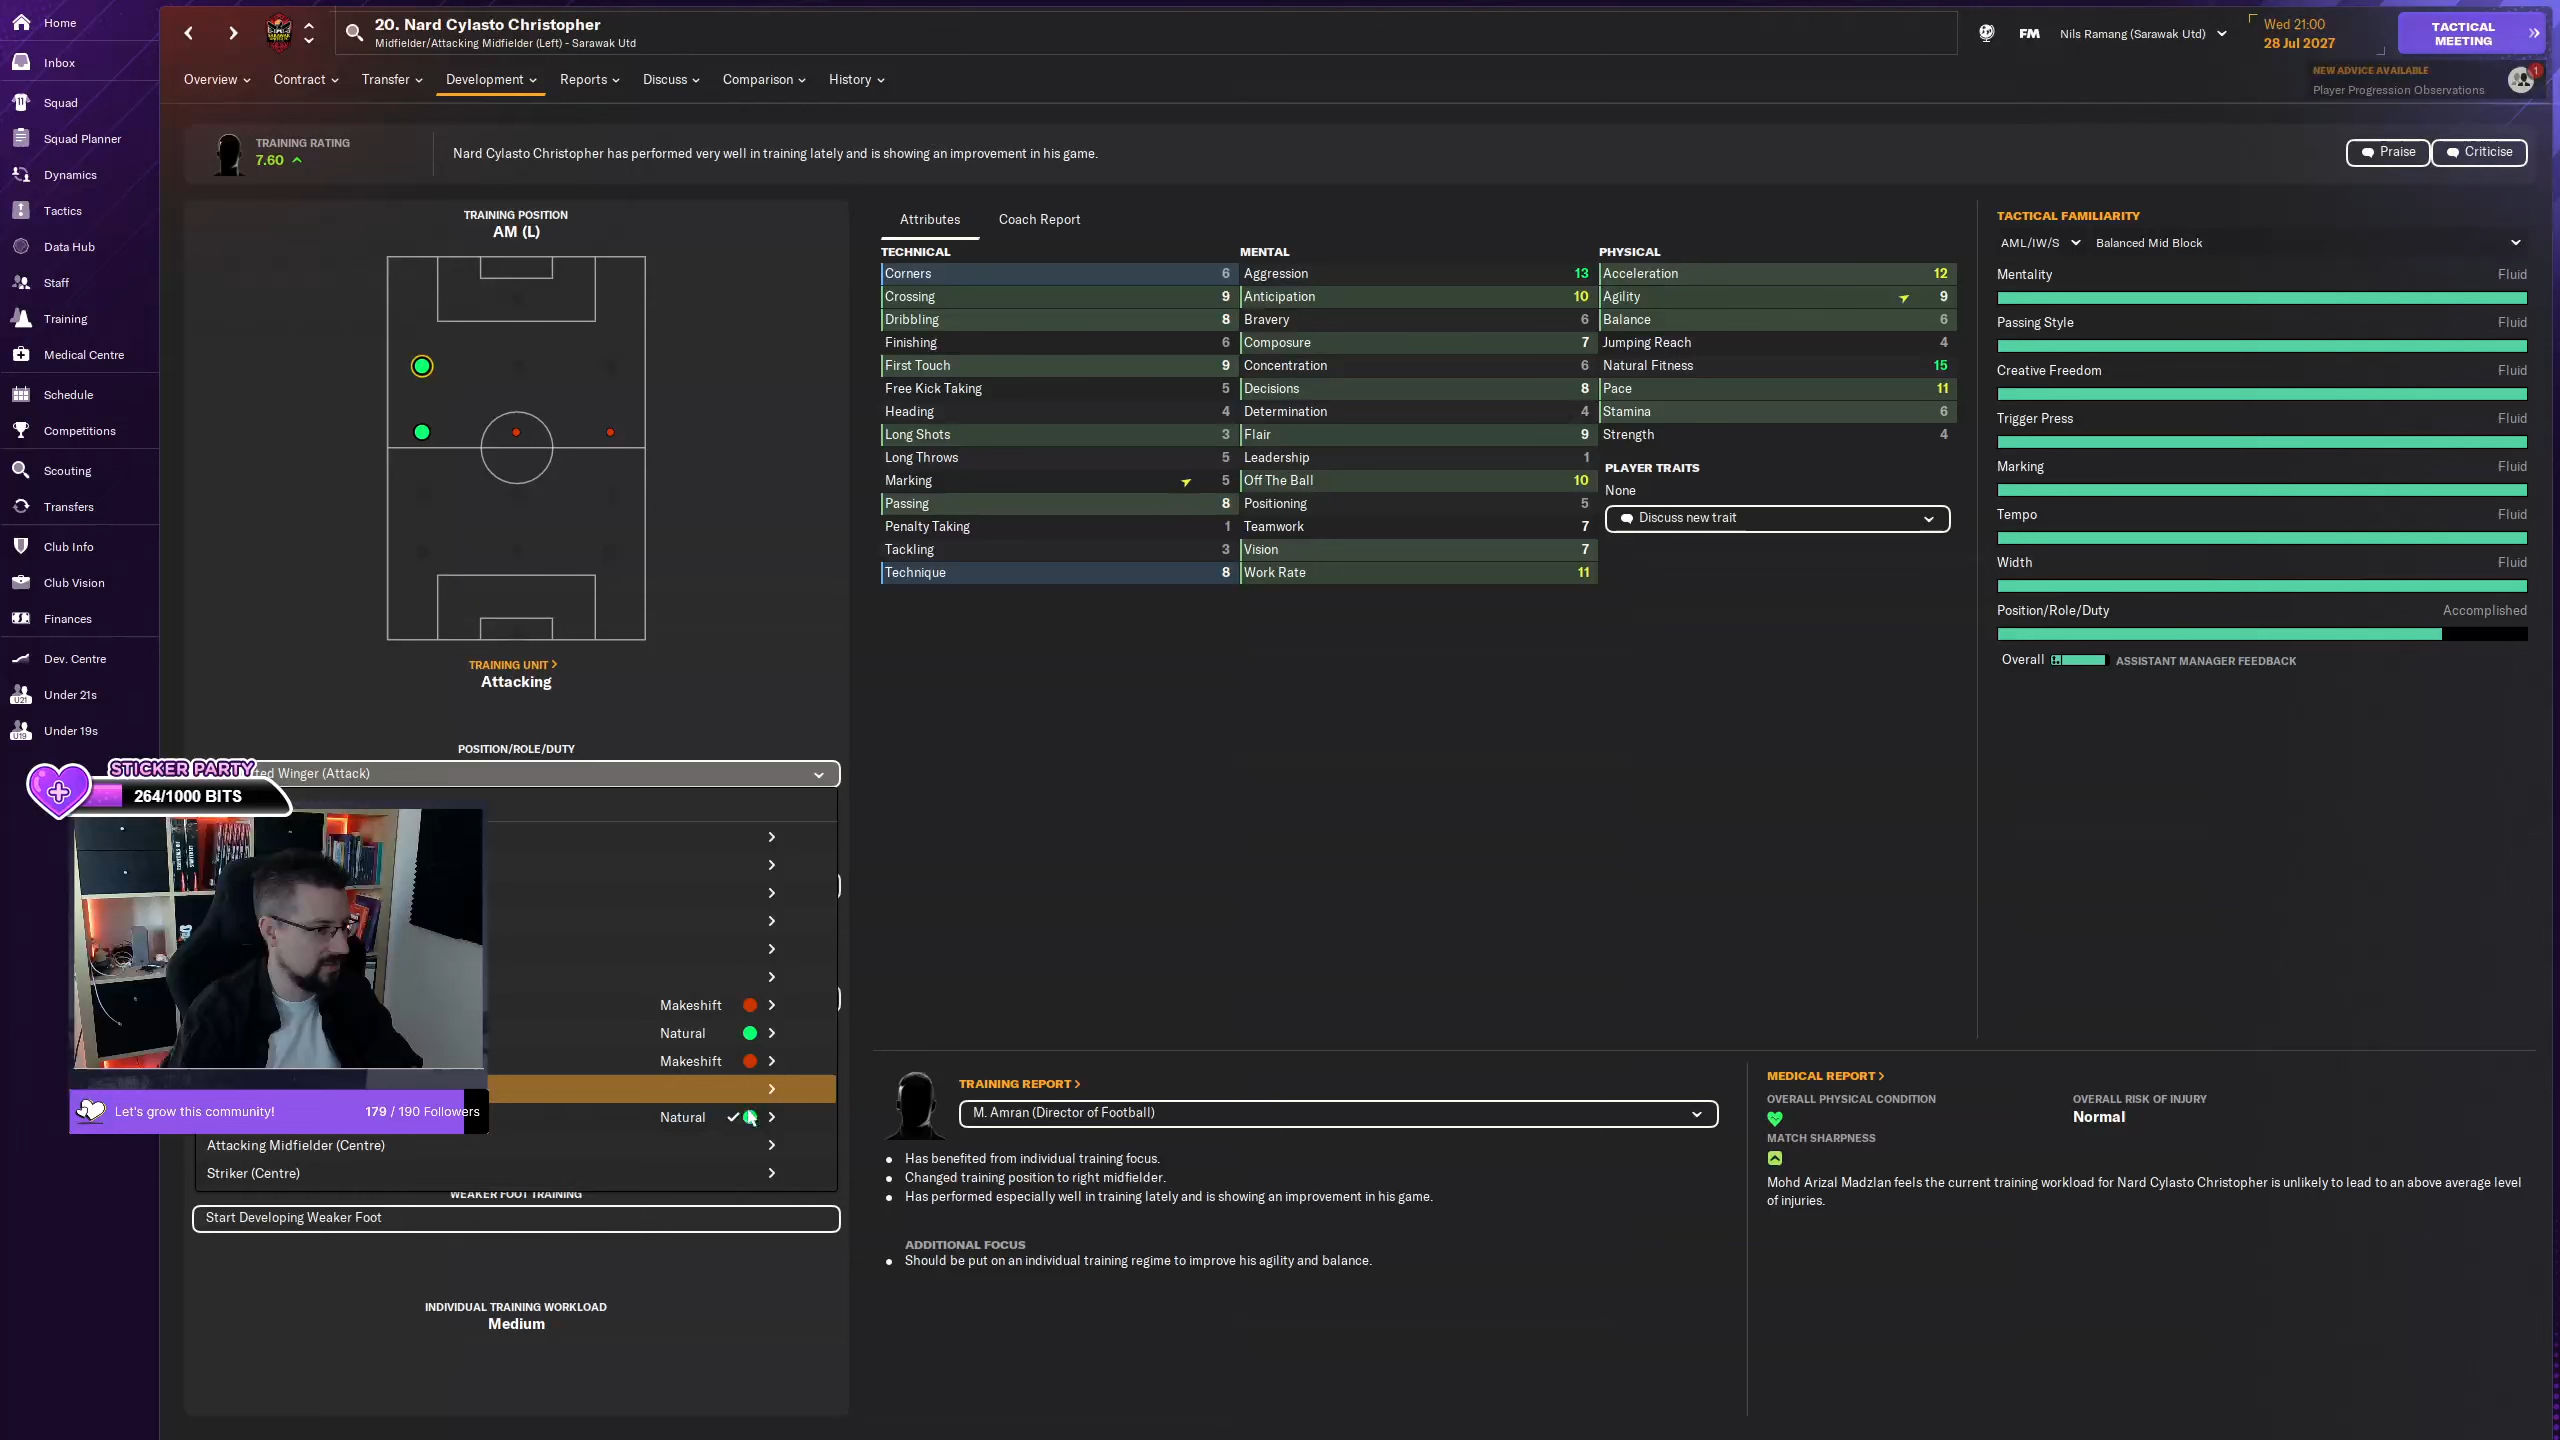 Home
Inbox
Squad
Squad Planner
Dynamics
Tactics
Data Hub
Staff
Training
Medical Centre
Schedule
Competitions
Scouting
Transfers
Club Info
Club Vision
Finances
Dev. Centre
Under 21s
Under 19s
20. Nard Cylasto Christopher
Midfielder/Attacking Midfielder (Left) - Sarawak Utd
FM
Nils Ramang (Sarawak Utd)
Wed 21:00
28 Jul 2027
TACTICAL MEETING
Overview
Contract
Transfer
Development
Reports
Discuss
Comparison
History
NEW ADVICE AVAILABLE
Player Progression Observations
1
TRAINING RATING
7.60
Nard Cylasto Christopher has performed very well in training lately and is showing an improvement in his game.
Praise
Criticise
TRAINING POSITION
AM (L)
TRAINING UNIT
Attacking
POSITION/ROLE/DUTY
ted Winger (Attack)
Makeshift
Natural
Makeshift
Natural
Attacking Midfielder (Centre)
Striker (Centre)
WEAKER FOOT TRAINING
Start Developing Weaker Foot
INDIVIDUAL TRAINING WORKLOAD
Medium
STICKER PARTY
264/1000 BITS
Let's grow this community! 179 / 190 Followers
Attributes
Coach Report
TECHNICAL
Corners 6
Crossing 9
Dribbling 8
Finishing 6
First Touch 9
Free Kick Taking 5
Heading 4
Long Shots 3
Long Throws 5
Marking 5
Passing 8
Penalty Taking 1
Tackling 3
Technique 8
MENTAL
Aggression 13
Anticipation 10
Bravery 6
Composure 7
Concentration 6
Decisions 8
Determination 4
Flair 9
Leadership 1
Off The Ball 10
Positioning 5
Teamwork 7
Vision 7
Work Rate 11
PHYSICAL
Acceleration 12
Agility 9
Balance 6
Jumping Reach 4
Natural Fitness 15
Pace 11
Stamina 6
Strength 4
PLAYER TRAITS
None
Discuss new trait
TACTICAL FAMILIARITY
AML/IW/S
Balanced Mid Block
Mentality Fluid
Passing Style Fluid
Creative Freedom Fluid
Trigger Press Fluid
Marking Fluid
Tempo Fluid
Width Fluid
Position/Role/Duty Accomplished
Overall
ASSISTANT MANAGER FEEDBACK
TRAINING REPORT
M. Amran (Director of Football)
Has benefited from individual training focus.
Changed training position to right midfielder.
Has performed especially well in training lately and is showing an improvement in his game.
ADDITIONAL FOCUS
Should be put on an individual training regime to improve his agility and balance.
MEDICAL REPORT
OVERALL PHYSICAL CONDITION
OVERALL RISK OF INJURY
Normal
MATCH SHARPNESS
Mohd Arizal Madzlan feels the current training workload for Nard Cylasto Christopher is unlikely to lead to an above average level
of injuries.